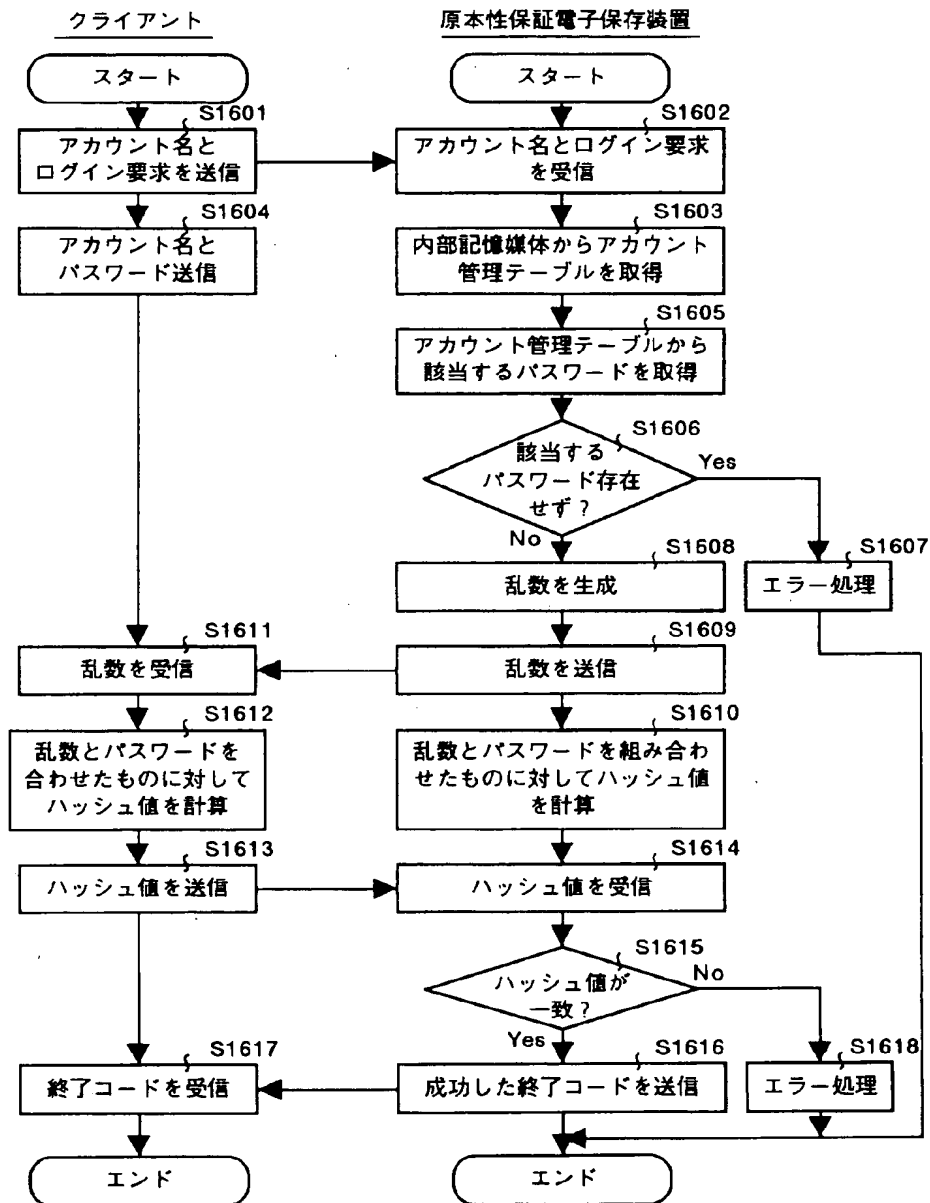 クライアント
原本性保証電子保存装置
スタート
スタート
S1601
アカウント名と
ログイン要求を送信
S1602
アカウント名とログイン要求
を受信
S1604
アカウント名と
パスワード送信
S1603
内部記憶媒体からアカウント
管理テーブルを取得
S1605
アカウント管理テーブルから
該当するパスワードを取得
S1606
該当する
パスワード存在
せず?
Yes
No
S1608
乱数を生成
S1607
エラー処理
S1611
乱数を受信
S1609
乱数を送信
S1612
乱数とパスワードを
合わせたものに対して
ハッシュ値を計算
S1610
乱数とパスワードを組み合わ
せたものに対してハッシュ値
を計算
S1613
ハッシュ値を送信
S1614
ハッシュ値を受信
S1615
ハッシュ値が
一致?
No
Yes
S1617
終了コードを受信
S1616
成功した終了コードを送信
S1618
エラー処理
エンド
エンド